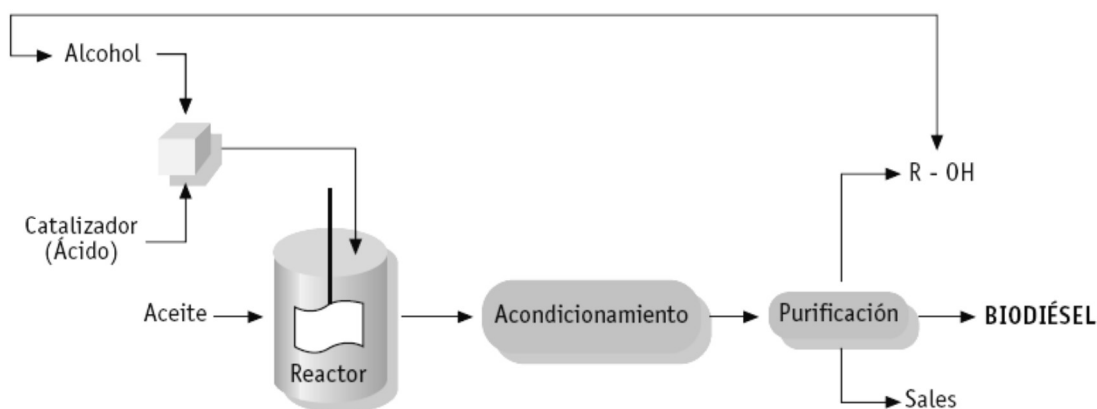 Alcohol
R - OH
Catalizador
(Ácido)
Aceite
Reactor
Acondicionamiento
Purificación
BIODIÉSEL
Sales